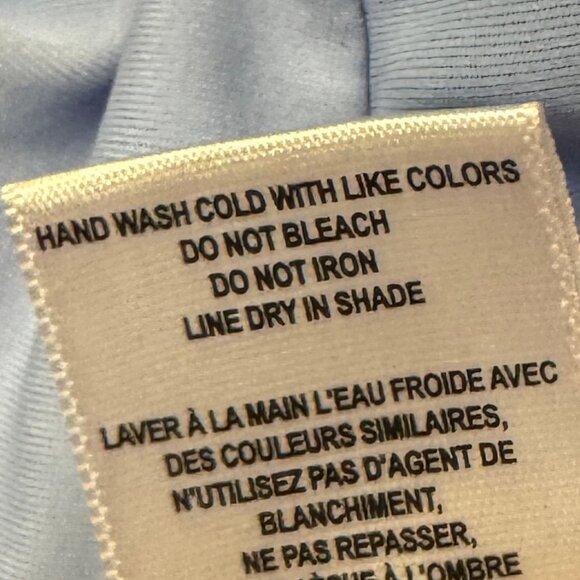 HAND WASH COLD WITH LIKE COLORS
DO NOT BLEACH
DO NOT IRON
LINE DRY IN SHADE
LAVER À LA MAIN L'EAU FROIDE AVEC
DES COULEURS SIMILAIRES,
N'UTILISEZ PAS D'AGENT DE
BLANCHIMENT,
NE PAS REPASSER,
À L'OMBRE